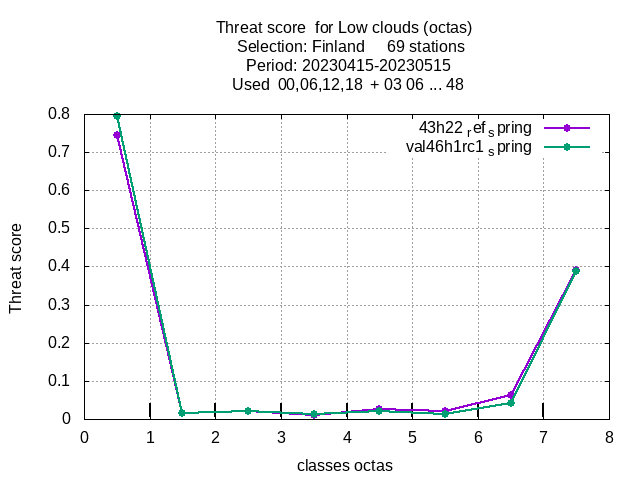 Threat score for Low clouds (octas)
Selection: Finland 69 stations
Period: 20230415-20230515
Used 00,06,12,18 + 03 06 ... 48
43h22 ref spring
val46h1rc1 spring
Threat score
0.8
0.7
0.6
0.5
0.4
0.3
0.2
0.1
0
0 1 2 3 4 5 6 7 8
classes octas